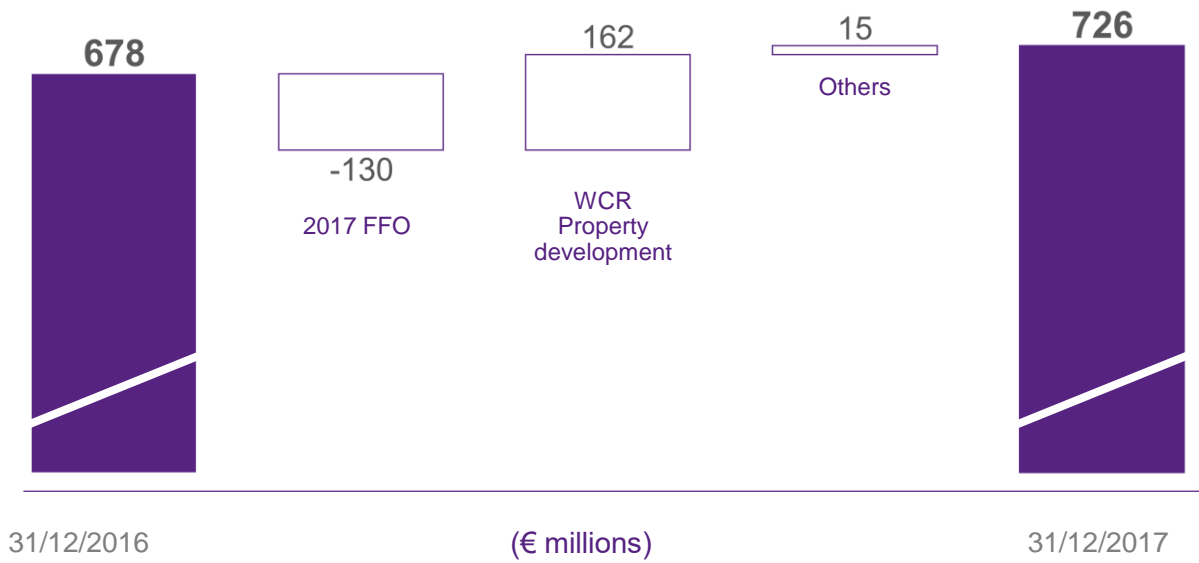 678
-130
2017 FFO
162
WCR
Property
development
15
Others
726
31/12/2016
(€ millions)
31/12/2017